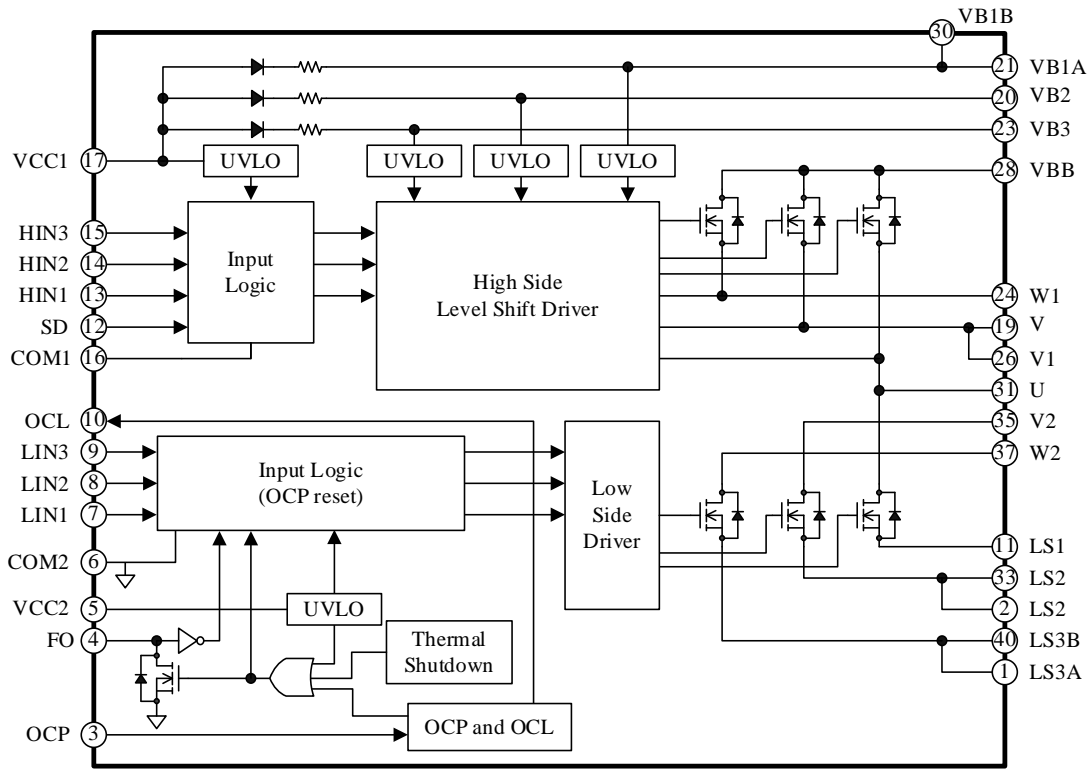 VB1B
30
21 VB1A
20 VB2
23 VB3
VCC1 17
UVLO
UVLO
UVLO
UVLO
28 VBB
HIN3 15
HIN2 14
HIN1 13
SD 12
COM1 16
Input
Logic
High Side
Level Shift Driver
24 W1
19 V
26 V1
31 U
OCL 10
35 V2
LIN3 9
37 W2
LIN2 8
LIN1 7
Input Logic
(OCP reset)
Low
Side
Driver
COM2 6
11 LS1
33 LS2
VCC2 5
UVLO
2 LS2
FO 4
Thermal
Shutdown
40 LS3B
1 LS3A
OCP and OCL
OCP 3